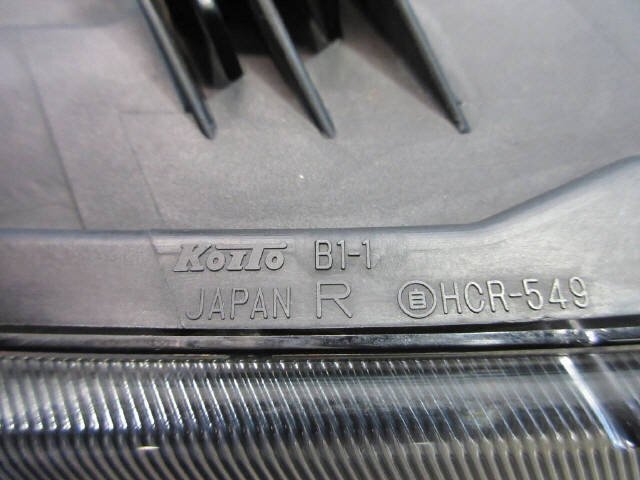 KOITO B1-1
JAPAN R �
HCR-549